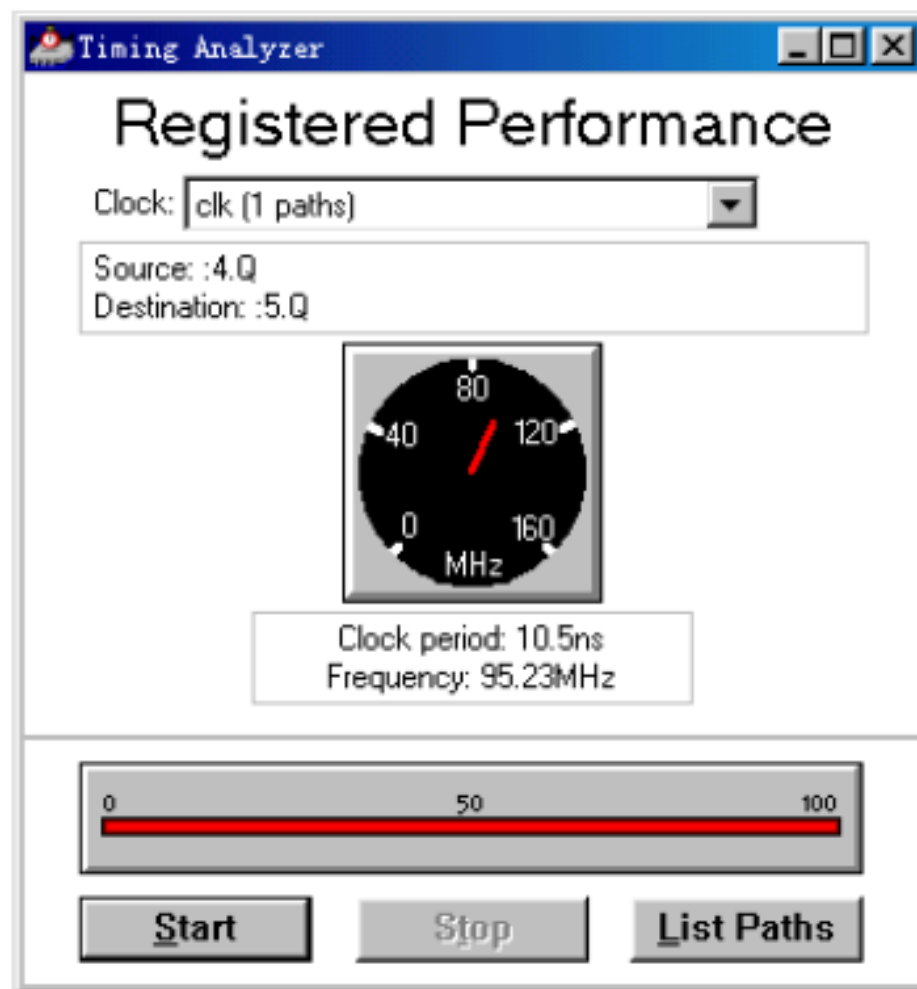 Timing Analyzer
Registered Performance
Clock: clk (1 paths)
Source: :4.Q
Destination: :5.Q
80
40 120
0 160
MHz
Clock period: 10.5ns
Frequency: 95.23MHz
0 50 100
Start Stop List Paths